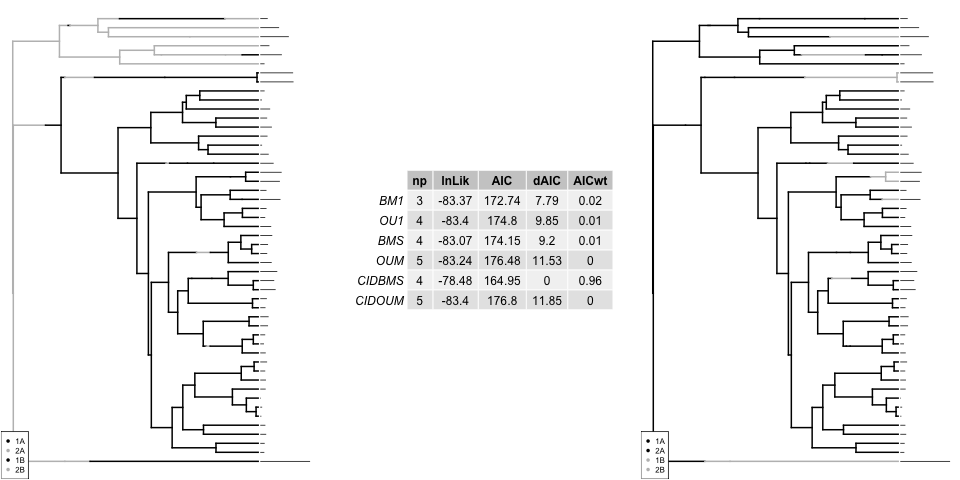 np lnLik AIC dAIC AICwt
BM1 3 -83.37 172.74 7.79 0.02
OU1 4 -83.4 174.8 9.85 0.01
BMS 4 -83.07 174.15 9.2 0.01
OUM 5 -83.24 176.48 11.53 0
CIDBMS 4 -78.48 164.95 0 0.96
CIDOUM 5 -83.4 176.8 11.85 0
1A
2A
1B
2B
1A
2A
1B
2B